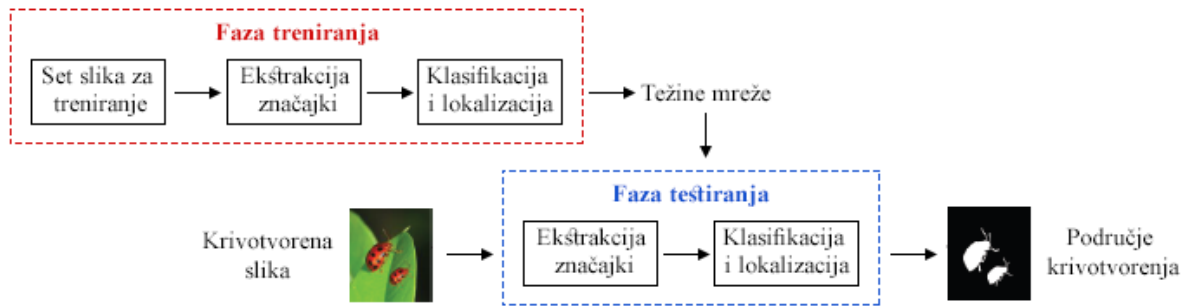 Faza treniranja
Set slika za
treniranje
Ekstrakcija
značajki
Klasifikacija
i lokalizacija
Težine mreže
Faza testiranja
Krivotvorena
slika
Ekstrakcija
značajki
Klasifikacija
i lokalizacija
Područje
krivotvorenja